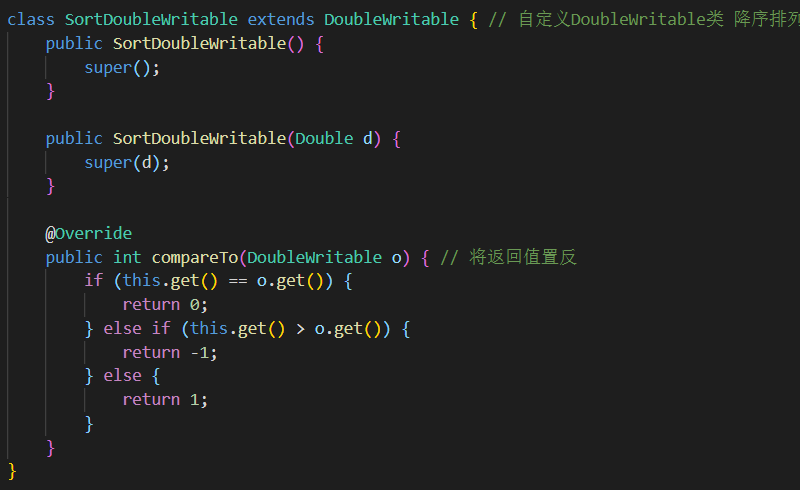 class SortDoubleWritable extends DoubleWritable { // 自定义DoubleWritable类 降序排列
public SortDoubleWritable() {
super();
}
public SortDoubleWritable(Double d) {
super(d);
}
@Override
public int compareTo(DoubleWritable o) { // 将返回值置反
if (this.get() == o.get()) {
return 0;
} else if (this.get() > o.get()) {
return -1;
} else {
return 1;
}
}
}